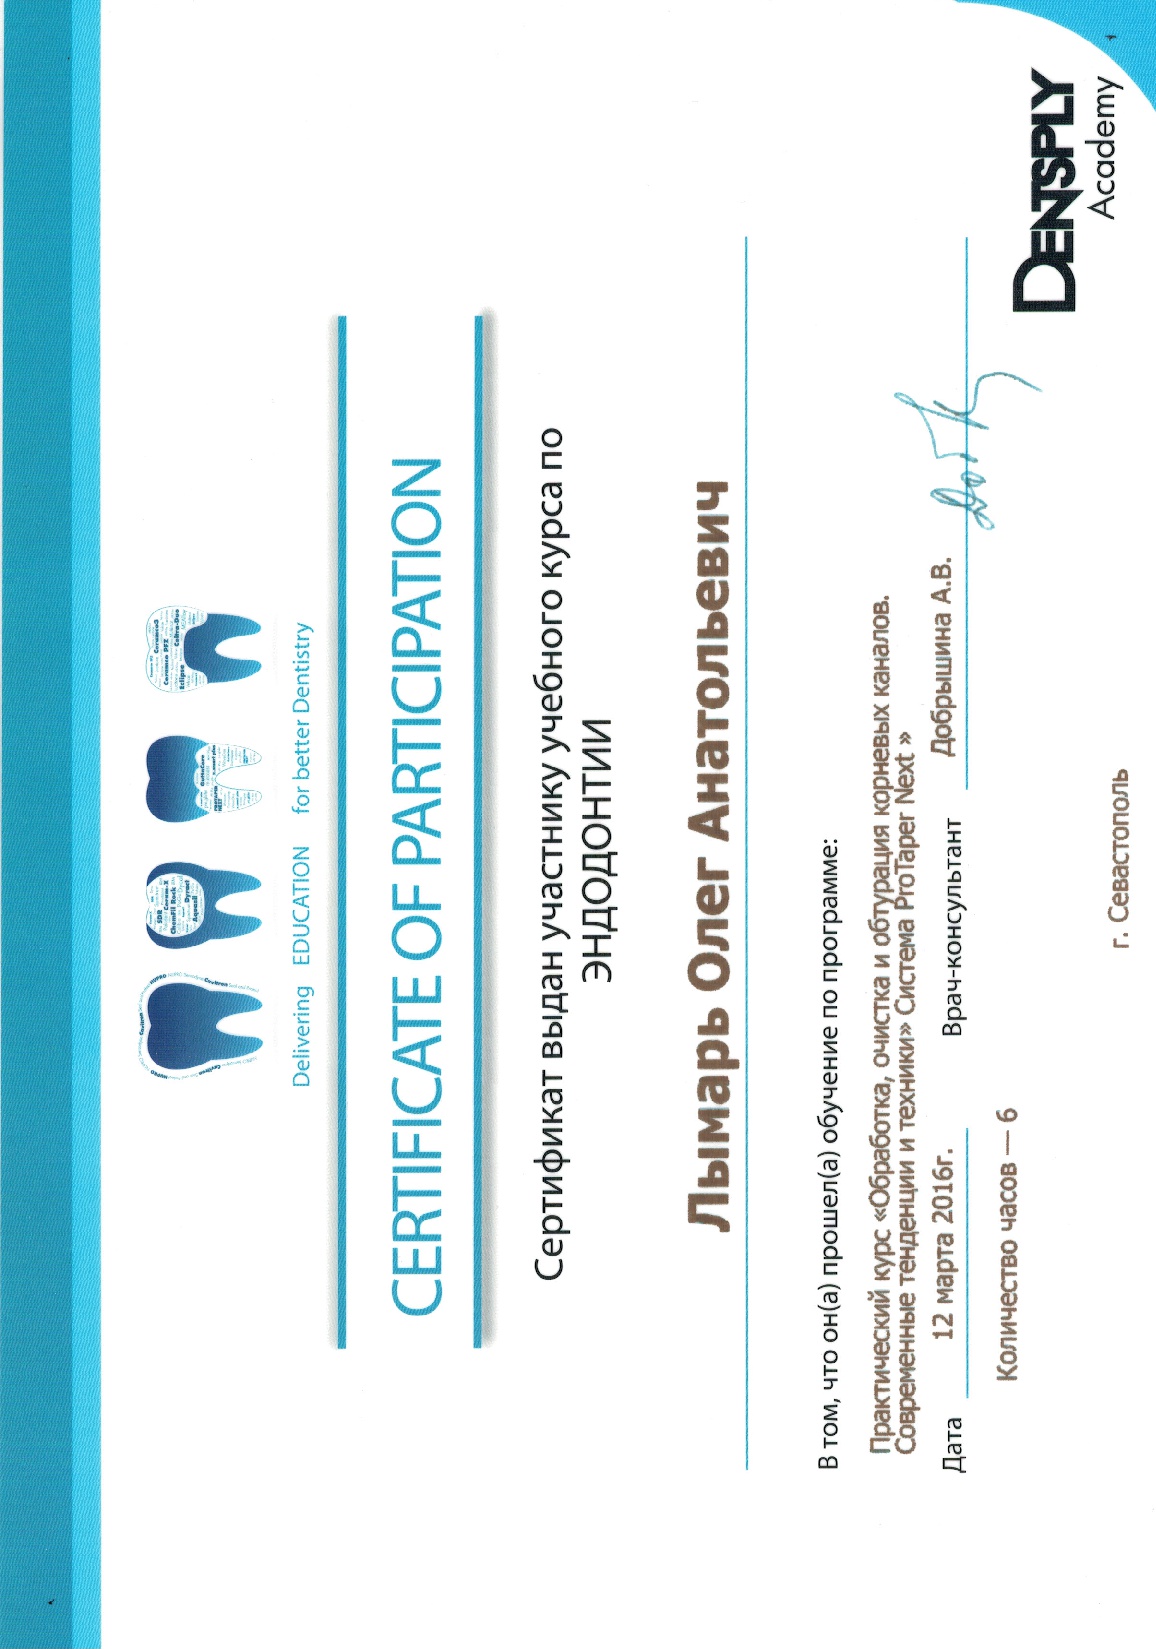 Delivering EDUCATION for better Dentistry
CERTIFICATE OF PARTICIPATION
Сертификат выдан участнику учебного курса по
ЭНДОДОНТИИ
Лымарь Олег Анатольевич
В том, что он(а) прошел(а) обучение по программе:
Практический курс «Обработка, очистка и обтурация корневых каналов.
Современные тенденции и техники» Система ProTaper Next »
Дата 12 марта 2016г. Врач-консультант Добрышина А.В.
Количество часов — 6
DENTSPLY
Academy
г. Севастополь